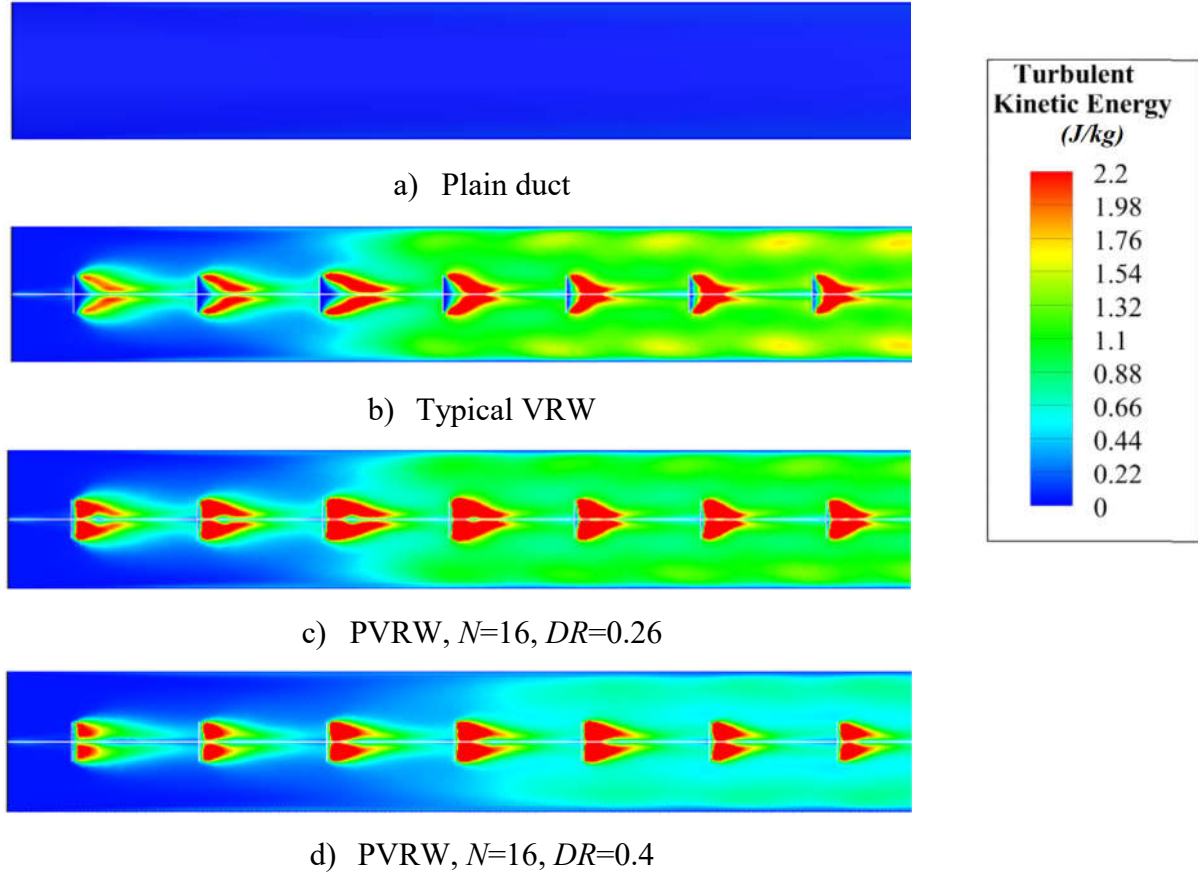 a) Plain duct
b) Typical VRW
c) PVRW, N=16, DR=0.26
d) PVRW, N=16, DR=0.4
Turbulent
Kinetic Energy
(J/kg)
2.2
1.98
1.76
1.54
1.32
1.1
0.88
0.66
0.44
0.22
0